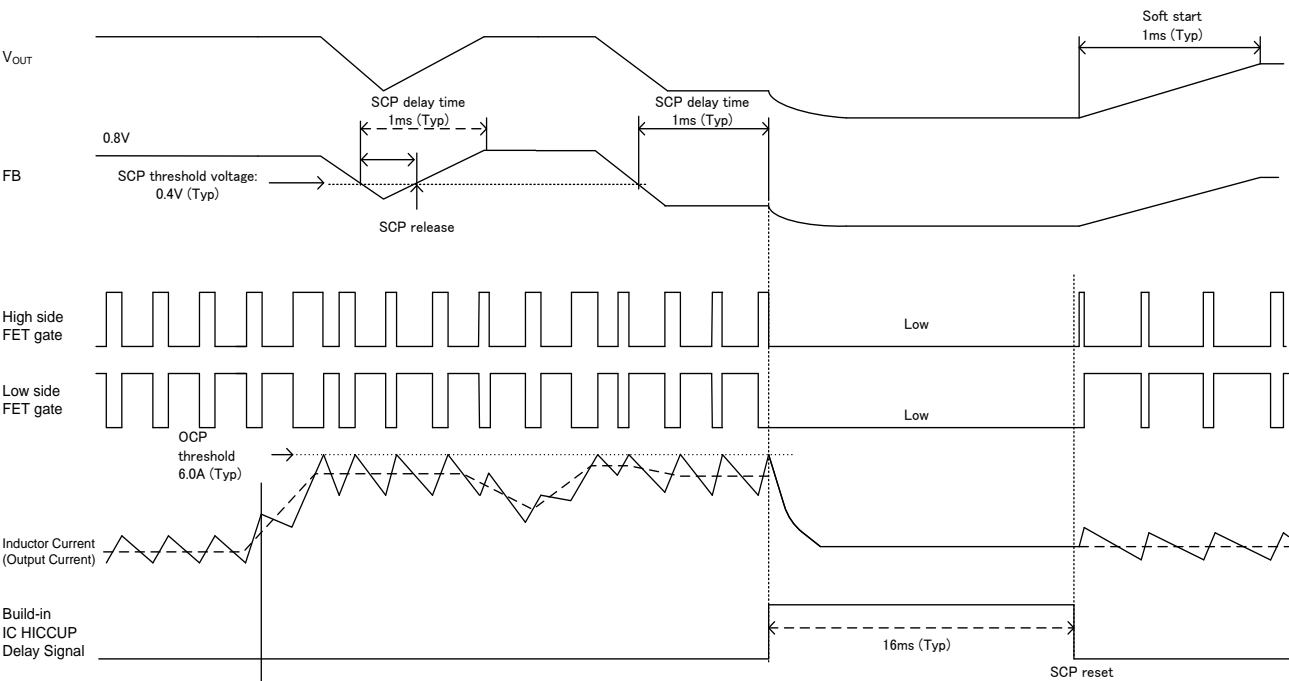 Soft start
1ms (Typ)
VOUT
SCP delay time
1ms (Typ)
SCP delay time
1ms (Typ)
0.8V
FB
SCP threshold voltage:
0.4V (Typ)
SCP release
High side
FET gate
Low
Low side
FET gate
Low
OCP
threshold
6.0A (Typ)
Inductor Current
(Output Current)
Build-in
IC HICCUP
Delay Signal
16ms (Typ)
SCP reset